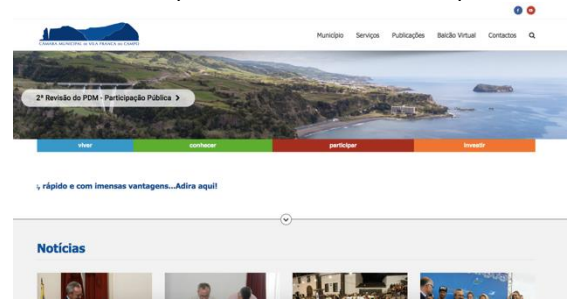 CÂMARA MUNICIPAL DE VILA FRANCA DO CAMPO
Município Serviços Publicações Balcão Virtual Contactos
2ª Revisão do PDM - Participação Pública >
viver conhecer participar investir
rápido e com imensas vantagens...Adira aqui!
Notícias